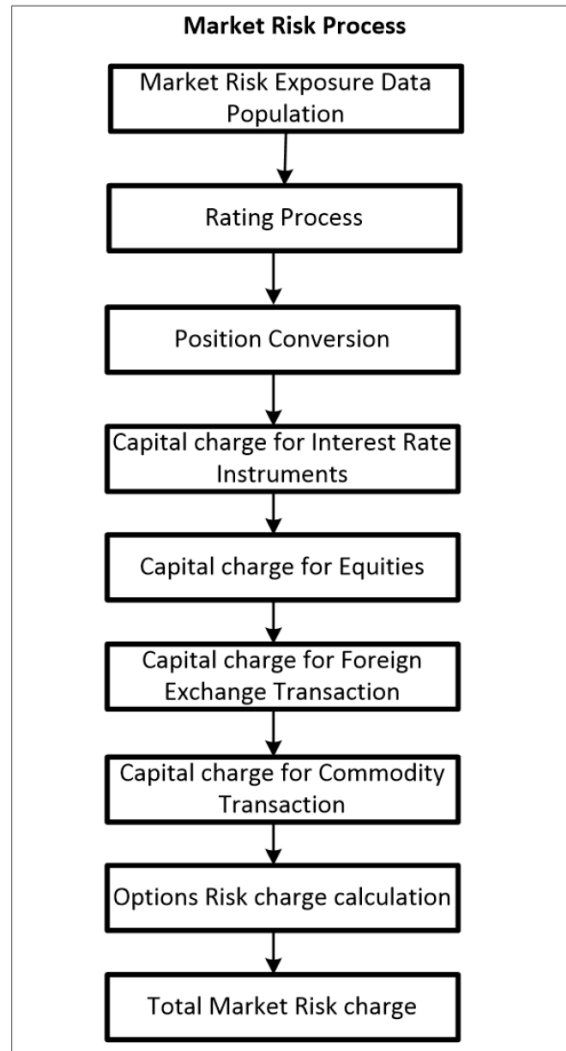 Market Risk Process
Market Risk Exposure Data
Population
Rating Process
Position Conversion
Capital charge for Interest Rate
Instruments
Capital charge for Equities
Capital charge for Foreign
Exchange Transaction
Capital charge for Commodity
Transaction
Options Risk charge calculation
Total Market Risk charge